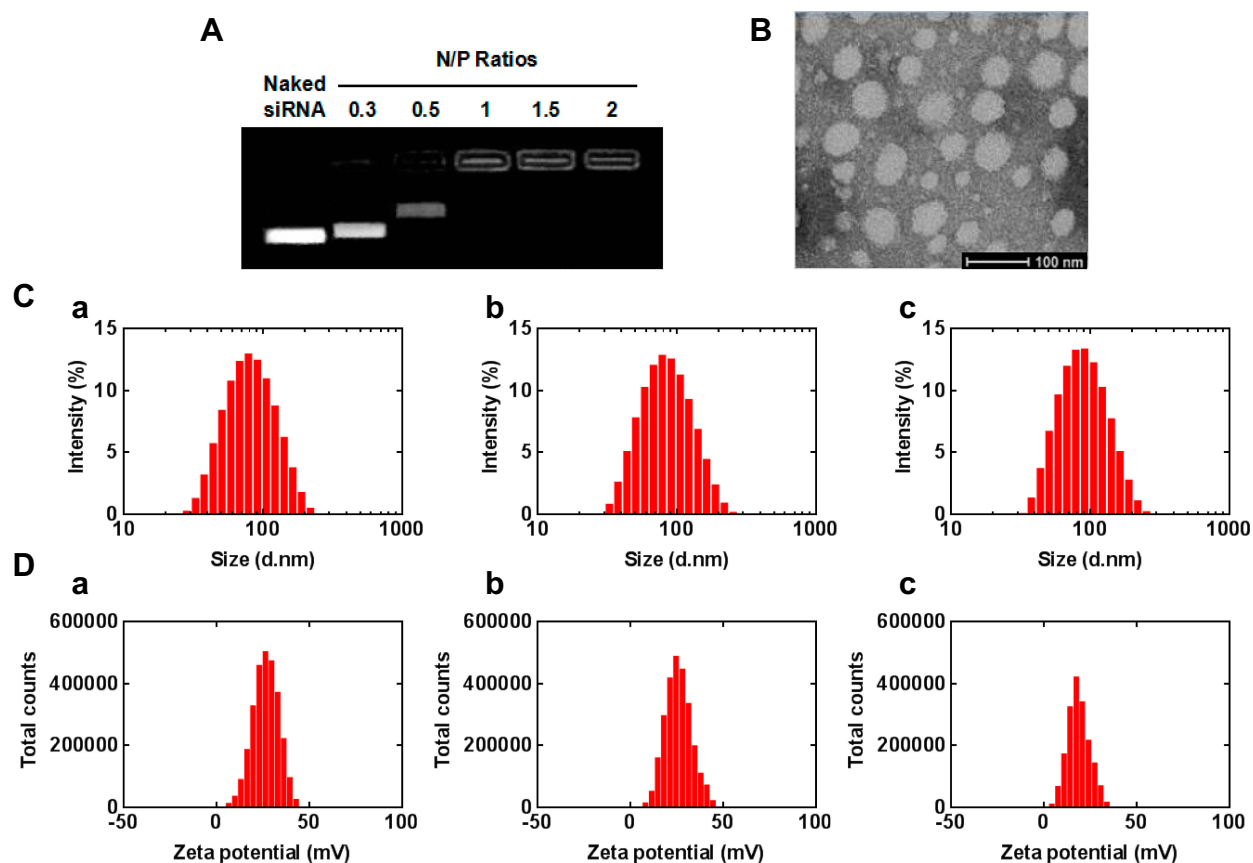 A
B
N/P Ratios
Naked
siRNA 0.3 0.5 1 1.5 2
100 nm
C
a
b
c
15
10
5
0
Intensity (%)
10 100 1000
Size (d.nm)
15
10
5
0
Intensity (%)
10 100 1000
Size (d.nm)
15
10
5
0
Intensity (%)
10 100 1000
Size (d.nm)
D
a
b
c
600000
400000
200000
0
Total counts
-50 0 50 100
Zeta potential (mV)
600000
400000
200000
0
Total counts
-50 0 50 100
Zeta potential (mV)
600000
400000
200000
0
Total counts
-50 0 50 100
Zeta potential (mV)